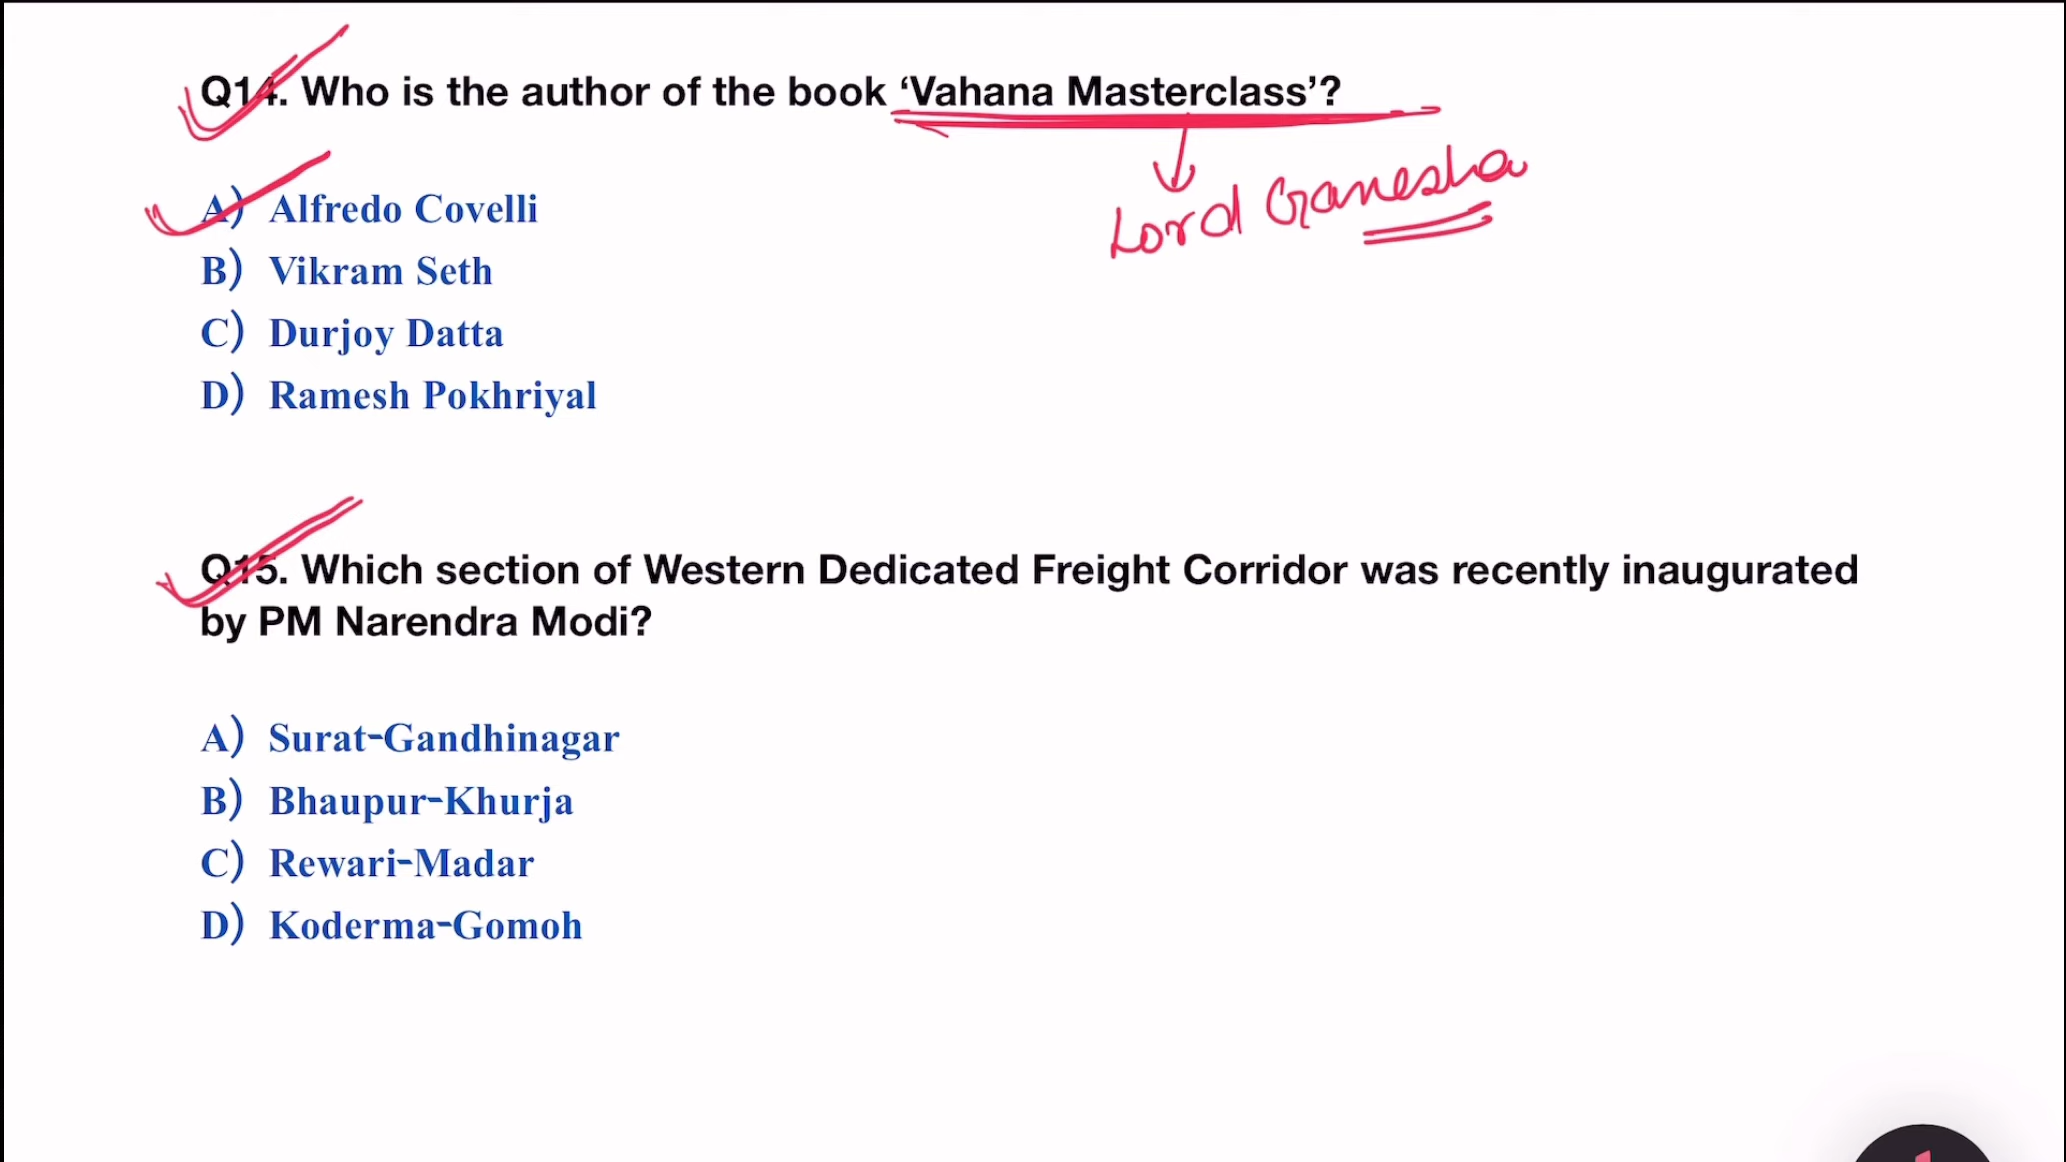 Q14. Who is the author of the book ‘Vahana Masterclass’?
Lord Ganesha
A) Alfredo Covelli
B) Vikram Seth
C) Durjoy Datta
D) Ramesh Pokhriyal
Q15. Which section of Western Dedicated Freight Corridor was recently inaugurated
by PM Narendra Modi?
A) Surat-Gandhinagar
B) Bhaupur-Khurja
C) Rewari-Madar
D) Koderma-Gomoh